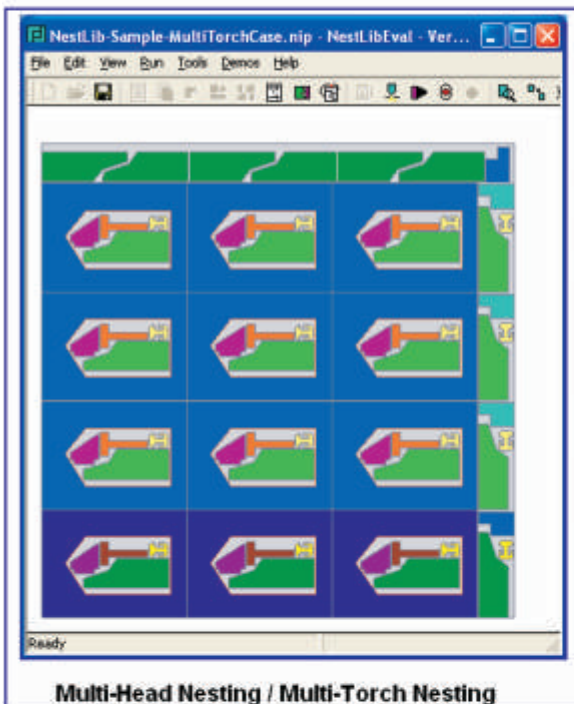 NestLib-Sample-MultiTorchCase.nip - NestLibEval - Ver...
File Edit View Run Tools Demos Help
Ready
Multi-Head Nesting / Multi-Torch Nesting